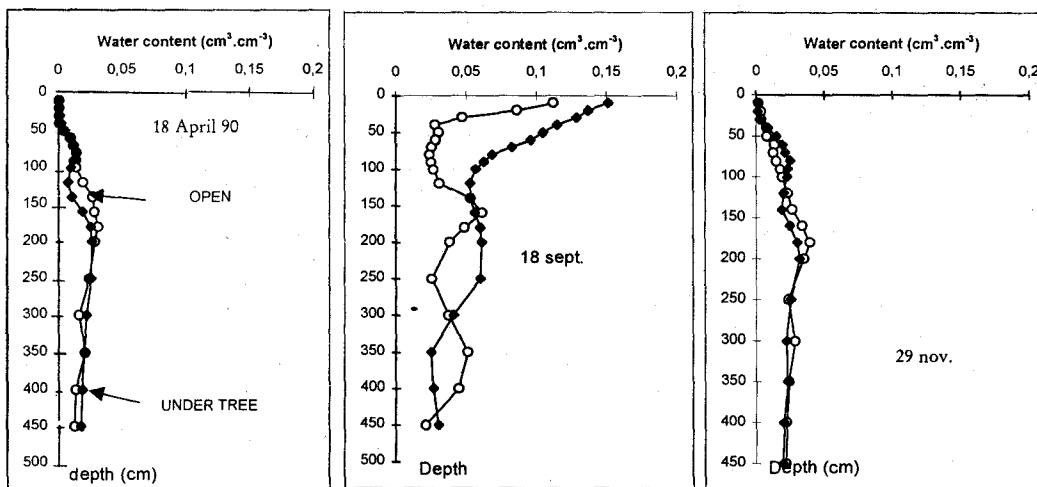 Water content (cm³.cm⁻³)
0 0,05 0,1 0,15 0,2
0
50
100
150
200
250
300
350
400
450
500
18 April 90
OPEN
UNDER TREE
depth (cm)
Water content (cm³.cm⁻³)
0 0,05 0,1 0,15 0,2
0
50
100
150
200
250
300
350
400
450
500
18 sept.
Depth
Water content (cm³.cm⁻³)
0 0,05 0,1 0,15 0,2
0
50
100
150
200
250
300
350
400
450
29 nov.
Depth (cm)